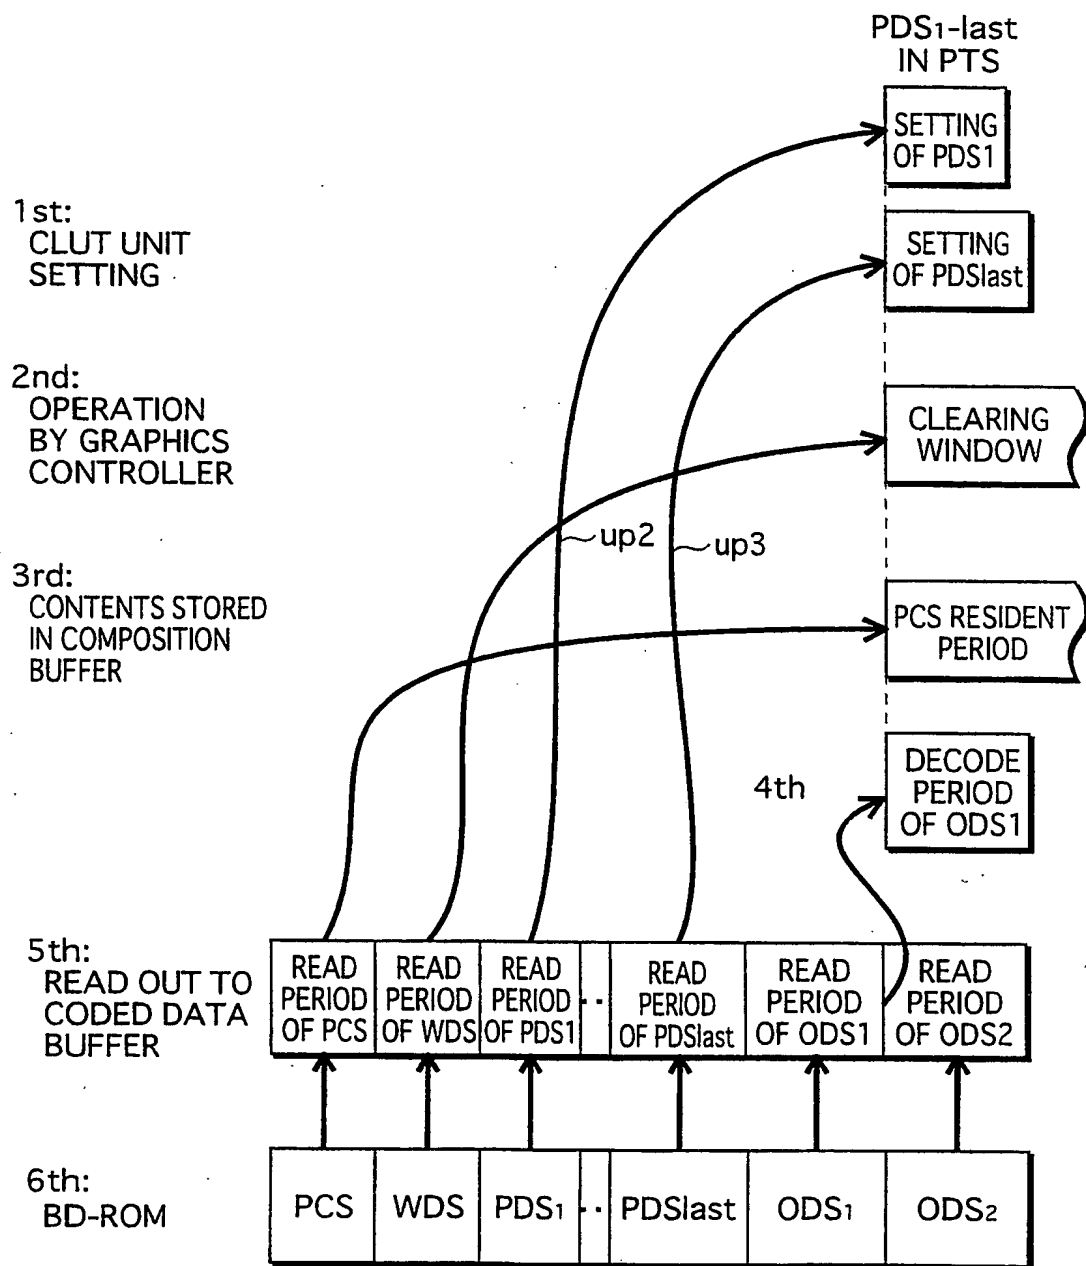 PDS1-last
IN PTS
SETTING
OF PDS1
1st:
CLUT UNIT
SETTING
SETTING
OF PDSlast
2nd:
OPERATION
BY GRAPHICS
CONTROLLER
CLEARING
WINDOW
up2
up3
3rd:
CONTENTS STORED
IN COMPOSITION
BUFFER
PCS RESIDENT
PERIOD
4th
DECODE
PERIOD
OF ODS1
5th:
READ OUT TO
CODED DATA
BUFFER
READ
PERIOD
OF PCS
READ
PERIOD
OF WDS
READ
PERIOD
OF PDS1
··
READ
PERIOD
OF PDSlast
READ
PERIOD
OF ODS1
READ
PERIOD
OF ODS2
6th:
BD-ROM
PCS
WDS
PDS1
··
PDSlast
ODS1
ODS2